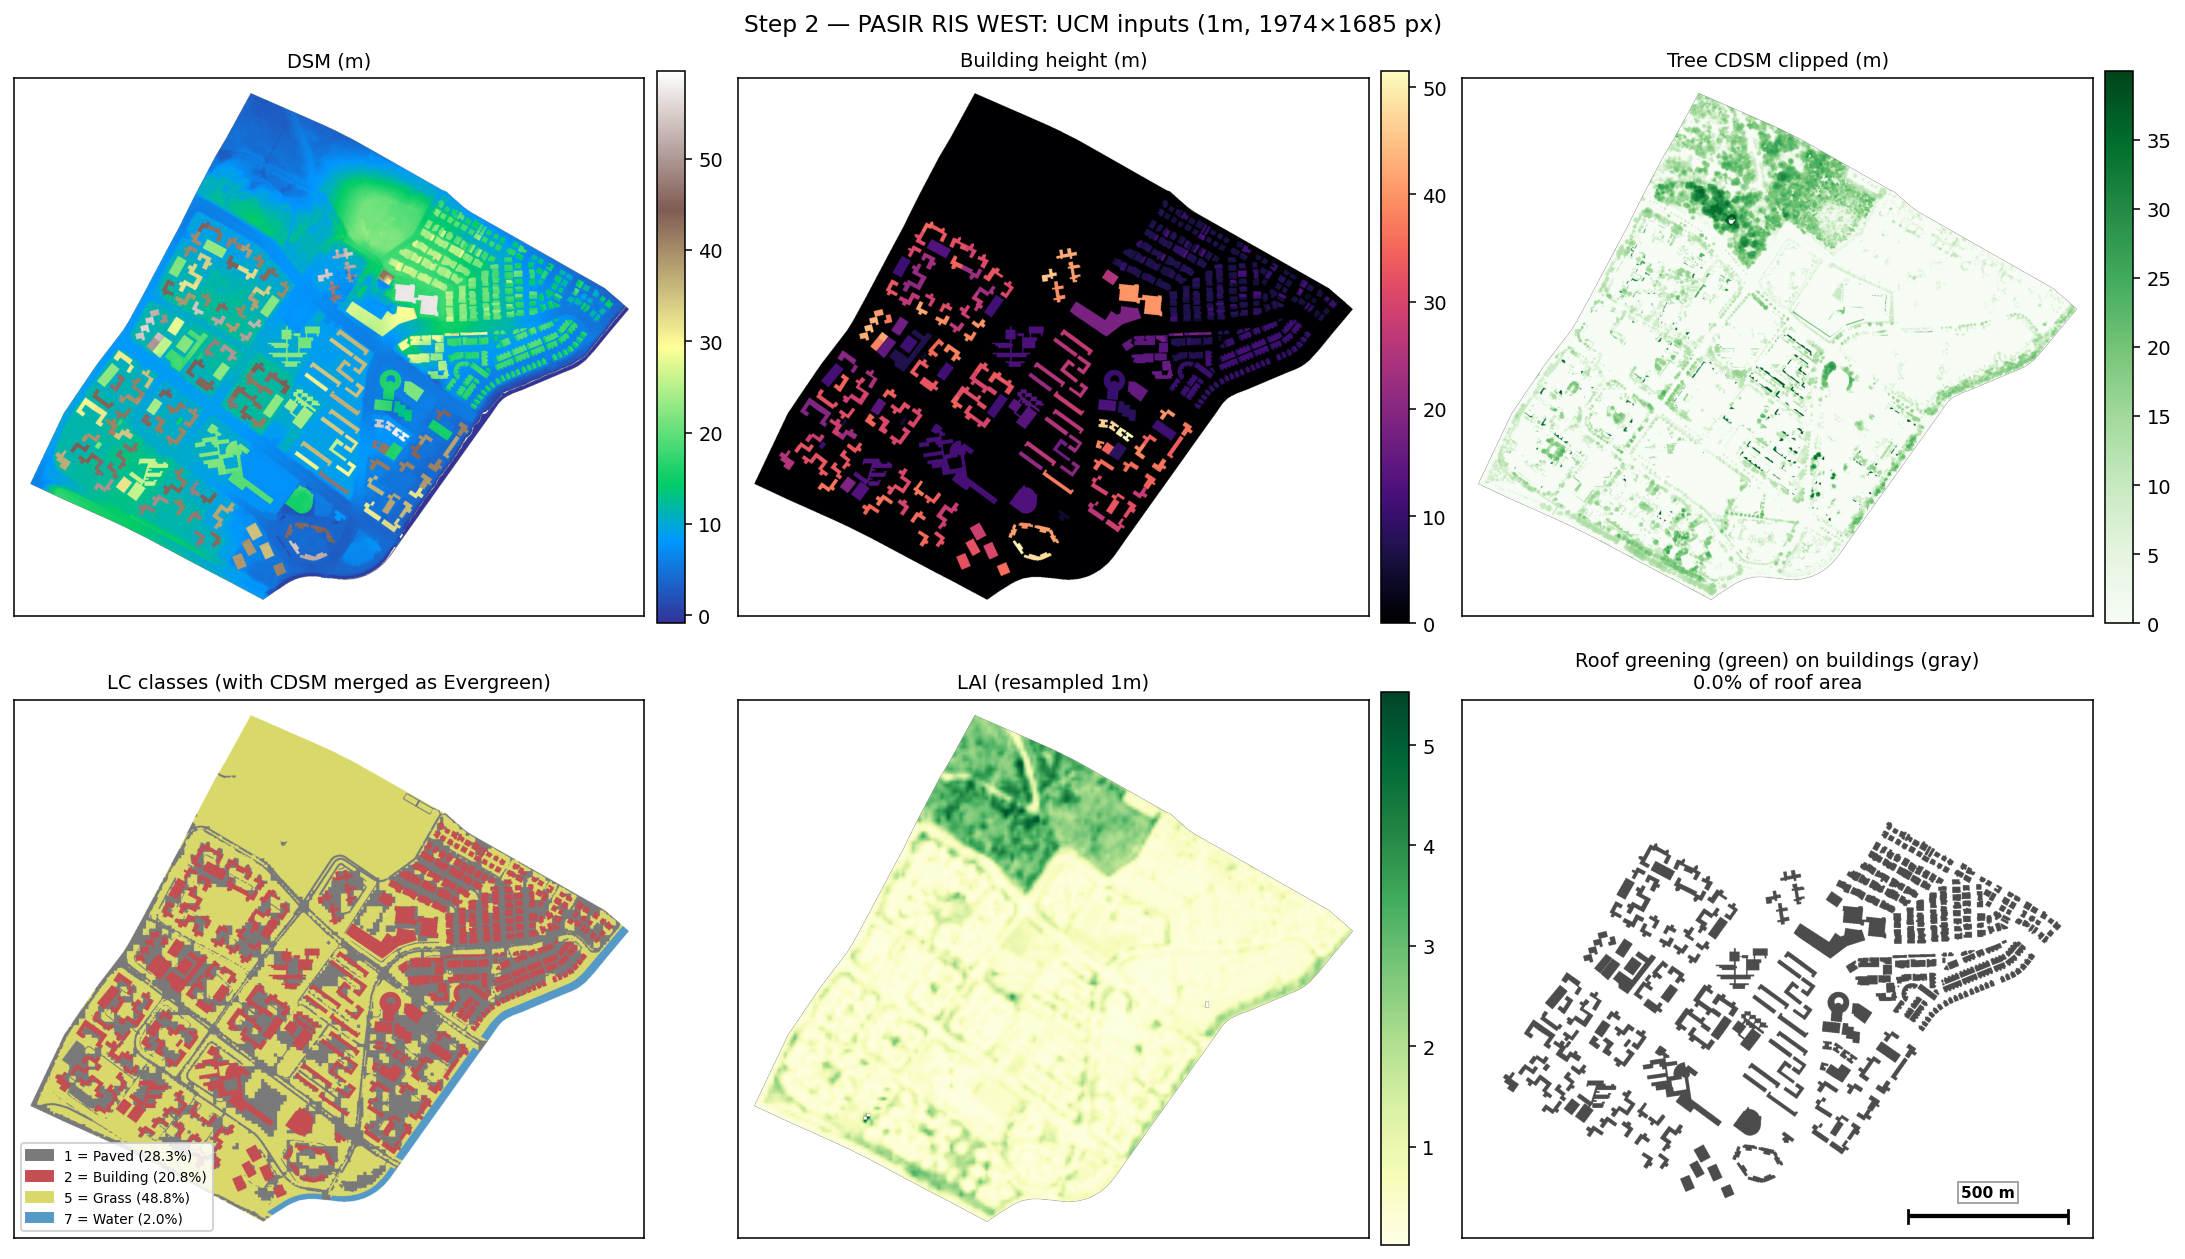 Step 2 — PASIR RIS WEST: UCM inputs (1m, 1974×1685 px)
DSM (m)
50
40
30
20
10
0
Building height (m)
50
40
30
20
10
0
Tree CDSM clipped (m)
35
30
25
20
15
10
5
0
LC classes (with CDSM merged as Evergreen)
1 = Paved (28.3%)
2 = Building (20.8%)
5 = Grass (48.8%)
7 = Water (2.0%)
LAI (resampled 1m)
5
4
3
2
1
Roof greening (green) on buildings (gray)
0.0% of roof area
500 m